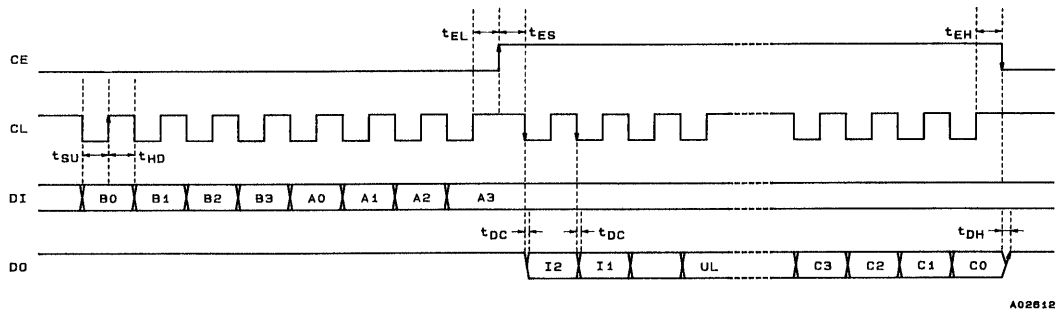 tEL tES tEH
CE
CL
tSU tHD
DI B0 B1 B2 B3 A0 A1 A2 A3
tDC tDC tDH
DO I2 I1 UL C3 C2 C1 C0
A02612